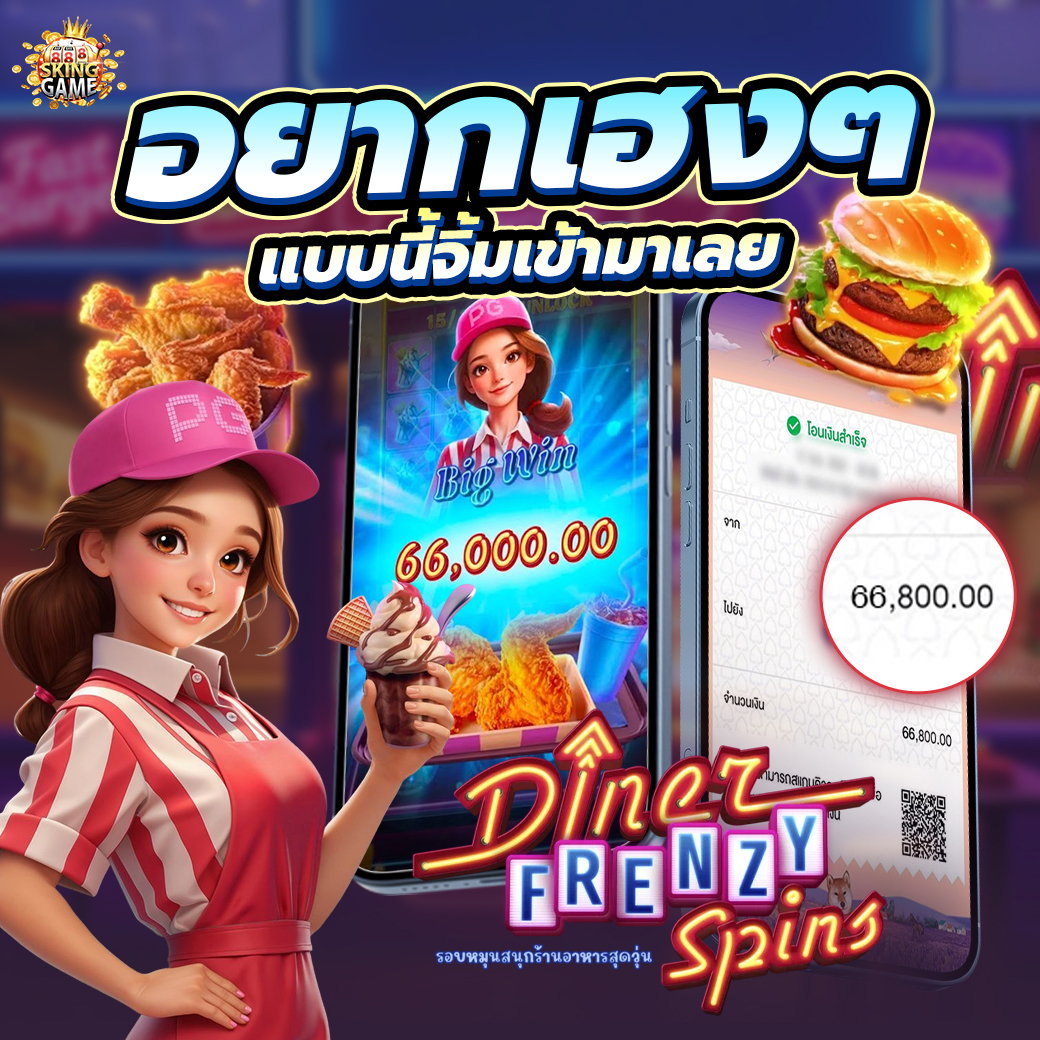 888
SKING
GAME
อยากเฮงๆ
แบบนี้จิ้มเข้ามาเลย
Fast
PG
15/
UNLOCK
PG
Big Win
66,000.00
โอนเงินสำเร็จ
จาก
66,800.00
ไปยัง
จำนวนเงิน
66,800.00
Diner
FRENZY
Spins
รอบหมุนสนุกร้านอาหารสุดวุ่น